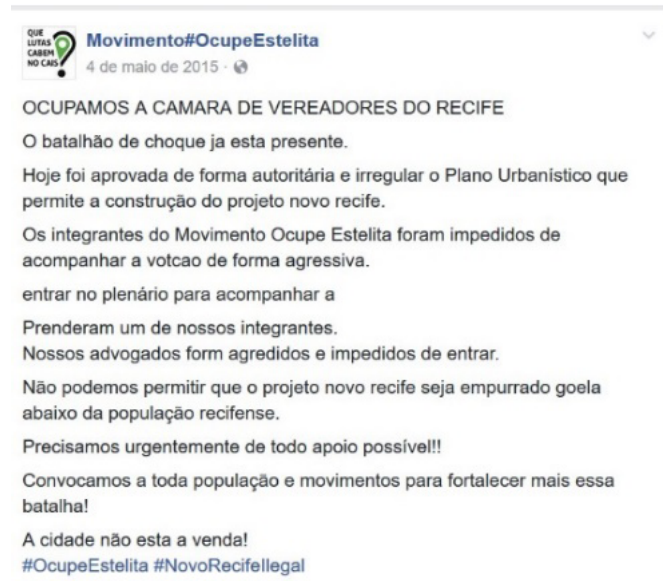 QUE
LUTAS
CABEM
NO CAIS
Movimento#OcupeEstelita
4 de maio de 2015 ·
OCUPAMOS A CAMARA DE VEREADORES DO RECIFE
O batalhão de choque ja esta presente.
Hoje foi aprovada de forma autoritária e irregular o Plano Urbanístico que
permite a construção do projeto novo recife.
Os integrantes do Movimento Ocupe Estelita foram impedidos de
acompanhar a votcao de forma agressiva.
entrar no plenário para acompanhar a
Prenderam um de nossos integrantes.
Nossos advogados form agredidos e impedidos de entrar.
Não podemos permitir que o projeto novo recife seja empurrado goela
abaixo da população recifense.
Precisamos urgentemente de todo apoio possível!!
Convocamos a toda população e movimentos para fortalecer mais essa
batalha!
A cidade não esta a venda!
#OcupeEstelita #NovoRecifeIlegal